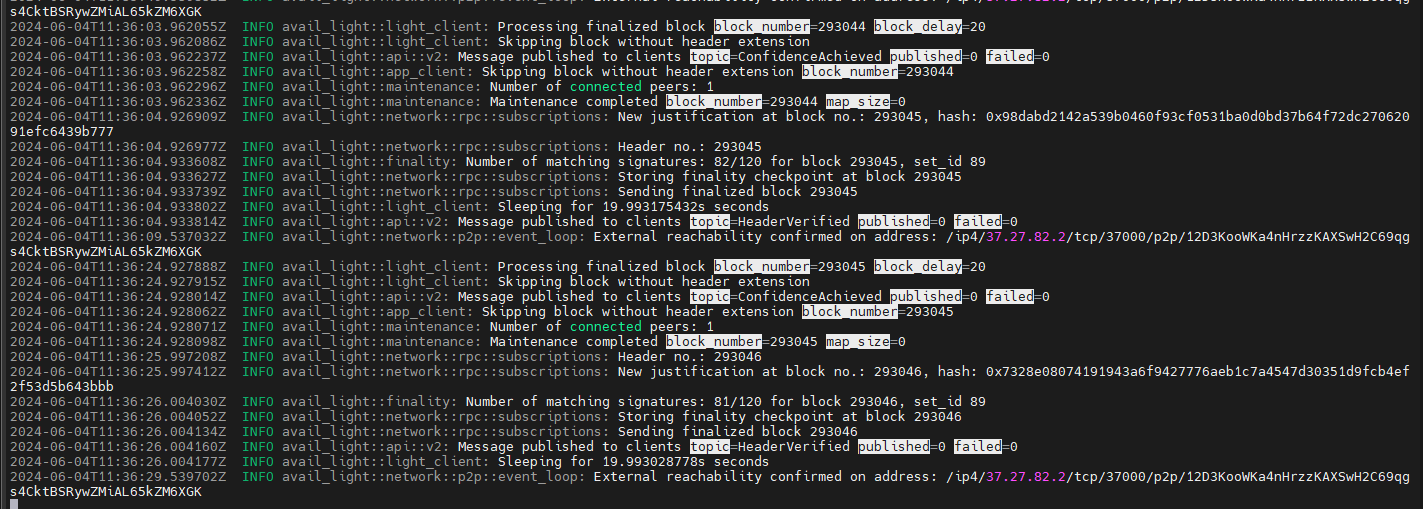 s4CktBSRywZMiAL65kZM6XGK
2024-06-04T11:36:03.962055Z  INFO avail_light::light_client: Processing finalized block block_number=293044 block_delay=20
2024-06-04T11:36:03.962086Z  INFO avail_light::light_client: Skipping block without header extension
2024-06-04T11:36:03.962237Z  INFO avail_light::api::v2: Message published to clients topic=ConfidenceAchieved published=0 failed=0
2024-06-04T11:36:03.962258Z  INFO avail_light::app_client: Skipping block without header extension block_number=293044
2024-06-04T11:36:03.962296Z  INFO avail_light::maintenance: Number of connected peers: 1
2024-06-04T11:36:03.962336Z  INFO avail_light::maintenance: Maintenance completed block_number=293044 map_size=0
2024-06-04T11:36:04.926909Z  INFO avail_light::network::rpc::subscriptions: New justification at block no.: 293045, hash: 0x98dabd2142a539b0460f93cf0531ba0d0bd37b64f72dc270620
91efc6439b777
2024-06-04T11:36:04.926977Z  INFO avail_light::network::rpc::subscriptions: Header no.: 293045
2024-06-04T11:36:04.933608Z  INFO avail_light::finality: Number of matching signatures: 82/120 for block 293045, set_id 89
2024-06-04T11:36:04.933627Z  INFO avail_light::network::rpc::subscriptions: Storing finality checkpoint at block 293045
2024-06-04T11:36:04.933739Z  INFO avail_light::network::rpc::subscriptions: Sending finalized block 293045
2024-06-04T11:36:04.933802Z  INFO avail_light::light_client: Sleeping for 19.993175432s seconds
2024-06-04T11:36:04.933814Z  INFO avail_light::api::v2: Message published to clients topic=HeaderVerified published=0 failed=0
2024-06-04T11:36:09.537032Z  INFO avail_light::network::p2p::event_loop: External reachability confirmed on address: /ip4/37.27.82.2/tcp/37000/p2p/12D3KooWKa4nHrzzKAXSwH2C69qg
s4CktBSRywZMiAL65kZM6XGK
2024-06-04T11:36:24.927888Z  INFO avail_light::light_client: Processing finalized block block_number=293045 block_delay=20
2024-06-04T11:36:24.927915Z  INFO avail_light::light_client: Skipping block without header extension
2024-06-04T11:36:24.928014Z  INFO avail_light::api::v2: Message published to clients topic=ConfidenceAchieved published=0 failed=0
2024-06-04T11:36:24.928062Z  INFO avail_light::app_client: Skipping block without header extension block_number=293045
2024-06-04T11:36:24.928071Z  INFO avail_light::maintenance: Number of connected peers: 1
2024-06-04T11:36:24.928098Z  INFO avail_light::maintenance: Maintenance completed block_number=293045 map_size=0
2024-06-04T11:36:25.997208Z  INFO avail_light::network::rpc::subscriptions: Header no.: 293046
2024-06-04T11:36:25.997412Z  INFO avail_light::network::rpc::subscriptions: New justification at block no.: 293046, hash: 0x7328e08074191943a6f9427776aeb1c7a4547d30351d9fcb4ef
2f53d5b643bbb
2024-06-04T11:36:26.004030Z  INFO avail_light::finality: Number of matching signatures: 81/120 for block 293046, set_id 89
2024-06-04T11:36:26.004052Z  INFO avail_light::network::rpc::subscriptions: Storing finality checkpoint at block 293046
2024-06-04T11:36:26.004134Z  INFO avail_light::network::rpc::subscriptions: Sending finalized block 293046
2024-06-04T11:36:26.004160Z  INFO avail_light::api::v2: Message published to clients topic=HeaderVerified published=0 failed=0
2024-06-04T11:36:26.004177Z  INFO avail_light::light_client: Sleeping for 19.993028778s seconds
2024-06-04T11:36:29.539702Z  INFO avail_light::network::p2p::event_loop: External reachability confirmed on address: /ip4/37.27.82.2/tcp/37000/p2p/12D3KooWKa4nHrzzKAXSwH2C69qg
s4CktBSRywZMiAL65kZM6XGK